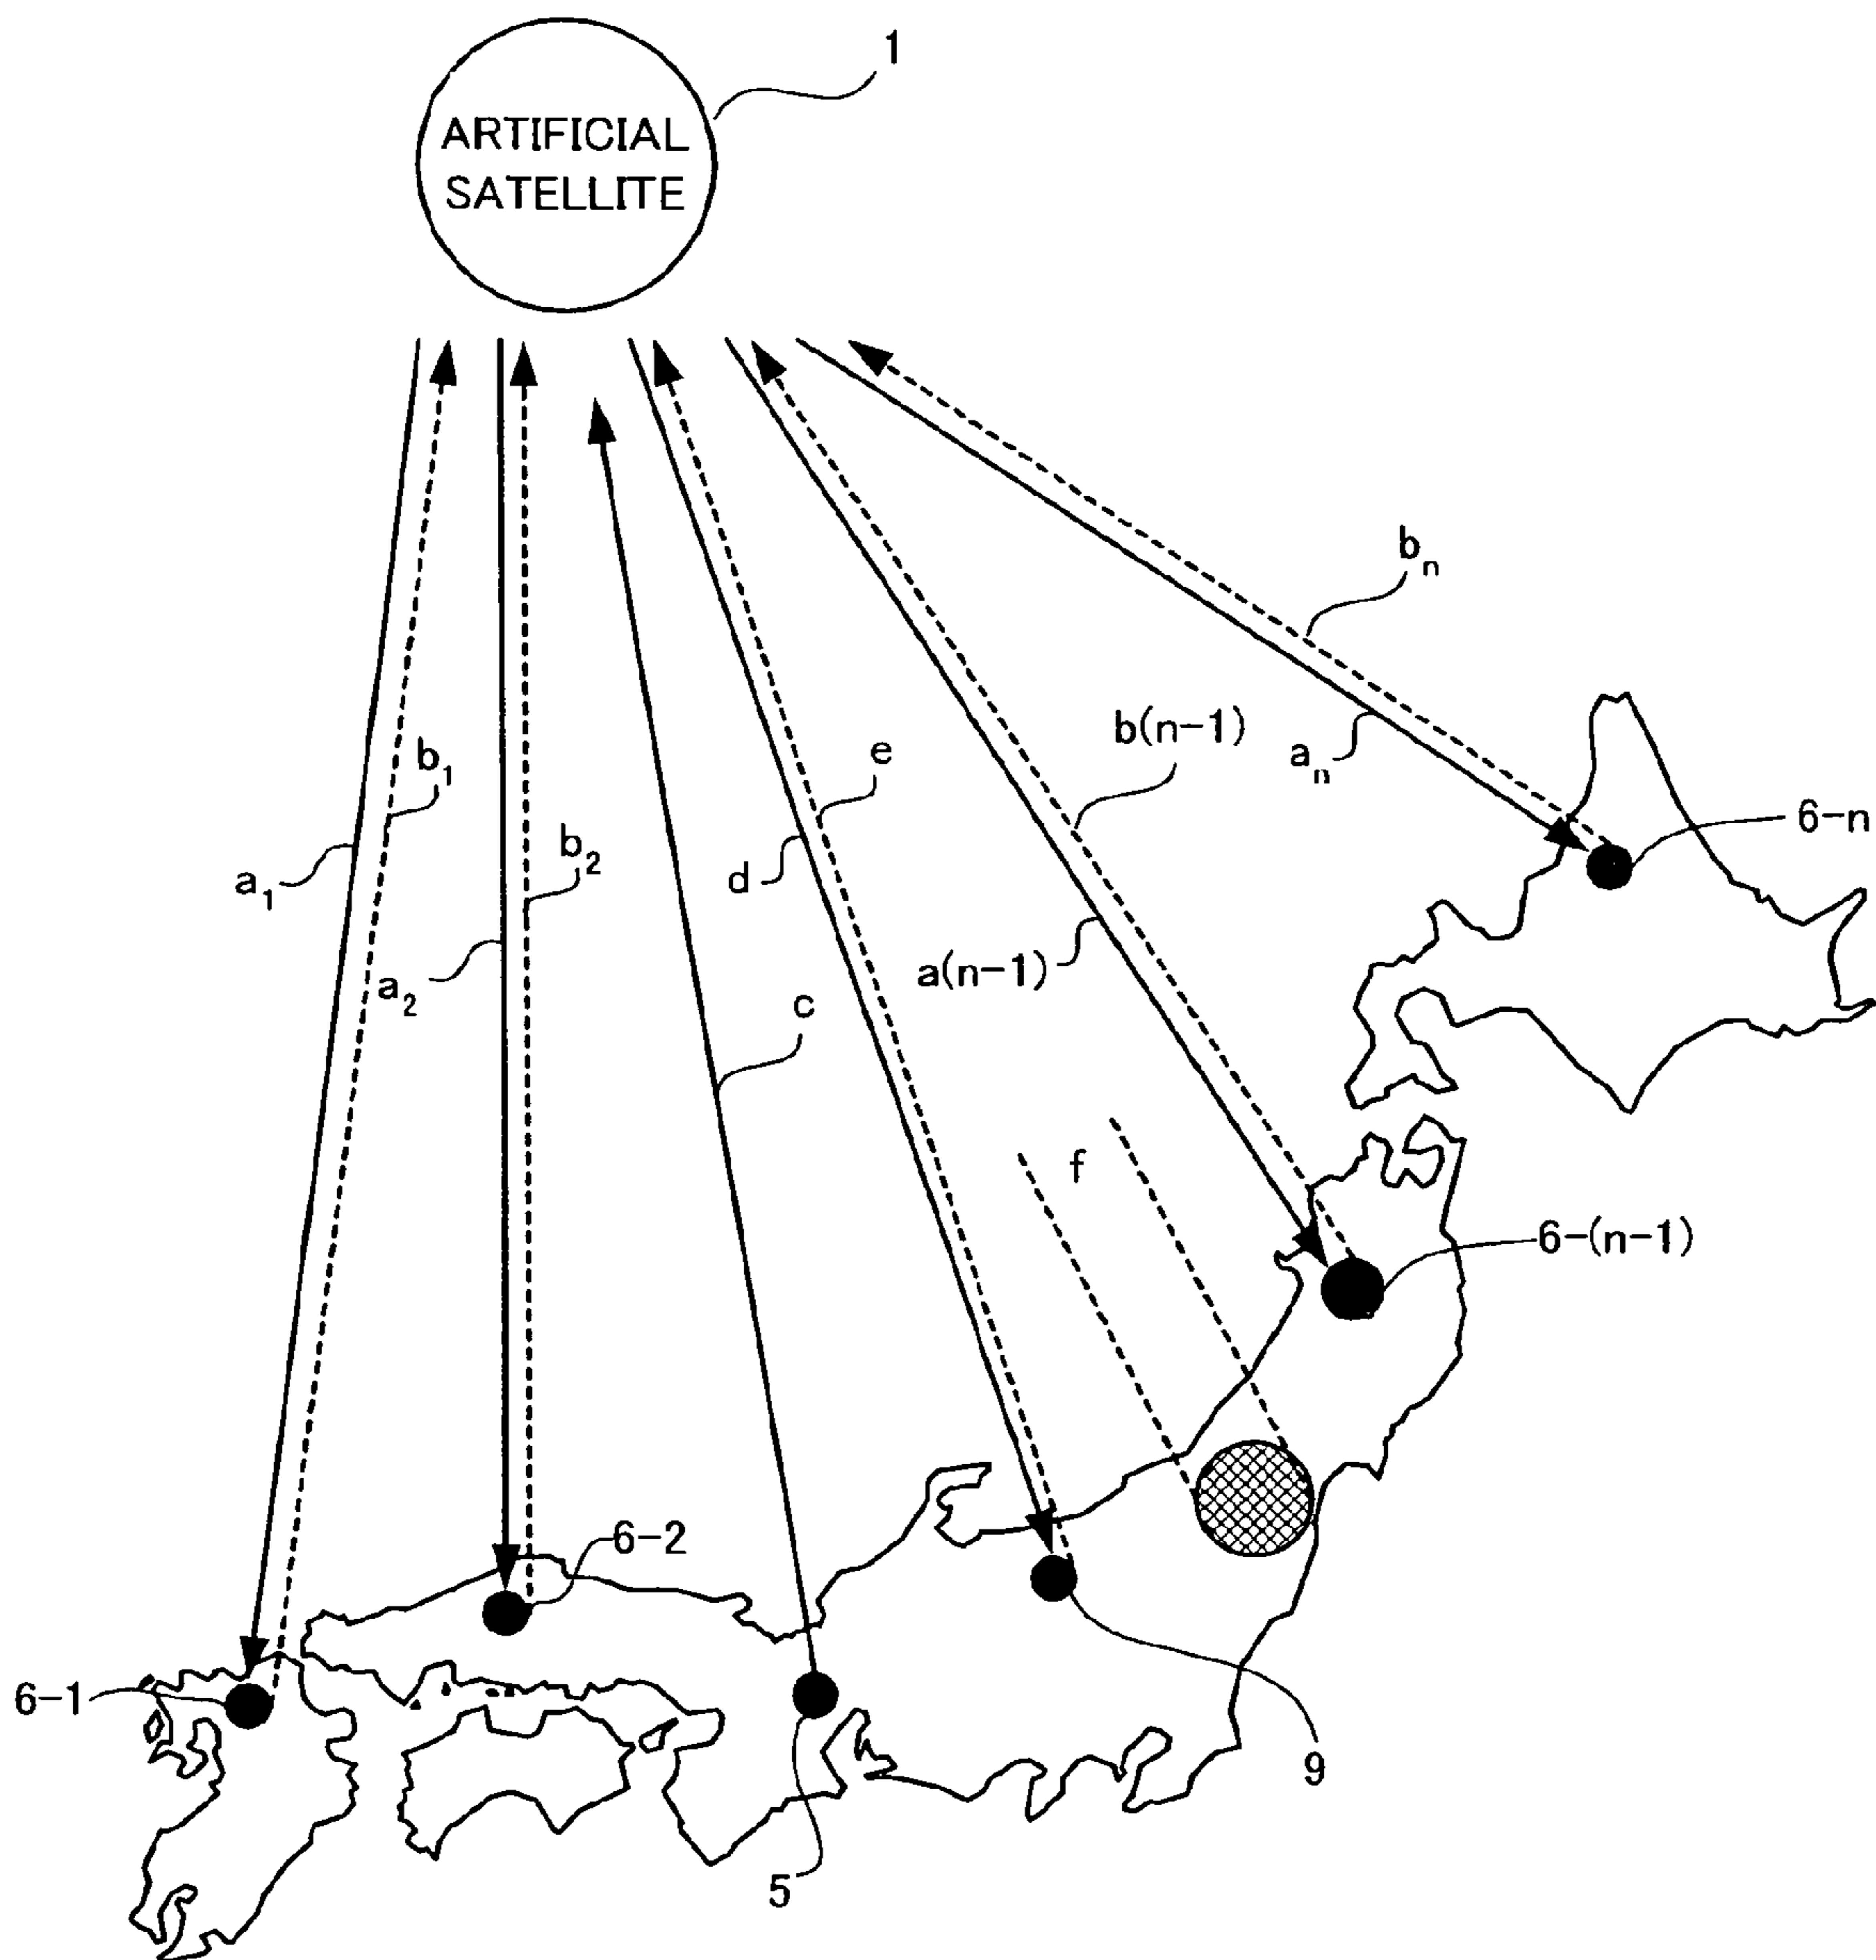 1
ARTIFICIAL
SATELLITE
bn
b(n-1)
an
e
b1
6-n
b2
d
a1
a(n-1)
a2
c
f
6-(n-1)
6-2
6-1
9
5